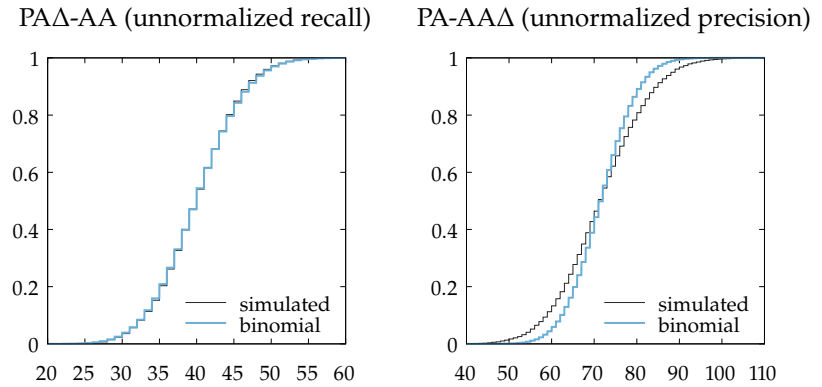 PAΔ-AA (unnormalized recall)
1
0.8
0.6
0.4
0.2
0
simulated
binomial
20 25 30 35 40 45 50 55 60
PA-AAΔ (unnormalized precision)
1
0.8
0.6
0.4
0.2
0
simulated
binomial
40 50 60 70 80 90 100 110